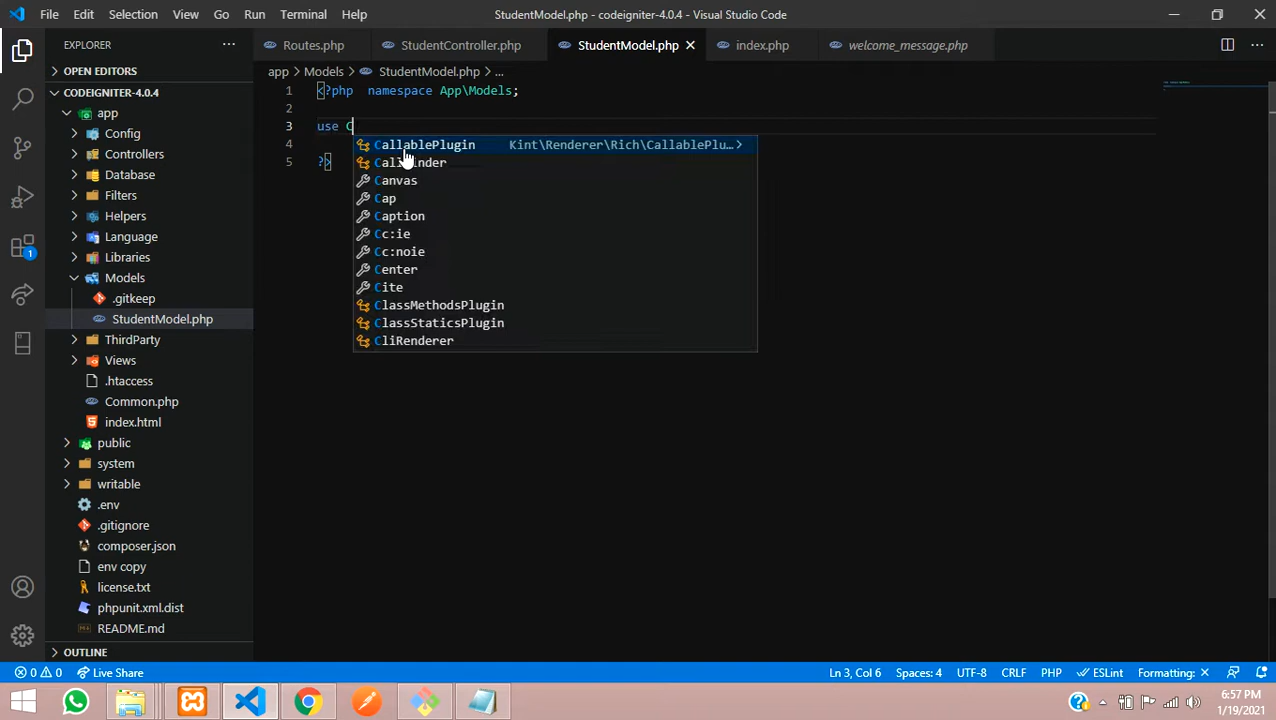 File Edit Selection View Go Run Terminal Help StudentModel.php - codeigniter-4.0.4 - Visual Studio Code
EXPLORER
Routes.php StudentController.php StudentModel.php index.php welcome_message.php
OPEN EDITORS
app > Models > StudentModel.php > ...
CODEIGNITER-4.0.4
app
Config
Controllers
Database
Filters
Helpers
Language
Libraries
Models
.gitkeep
StudentModel.php
ThirdParty
Views
.htaccess
Common.php
index.html
public
system
writable
.env
.gitignore
composer.json
env copy
license.txt
phpunit.xml.dist
README.md
OUTLINE
1 <?php namespace App\Models;
2
3 use C
4
5 ?>
CallablePlugin Kint\Renderer\Rich\CallablePlu...
Canvas
Cap
Caption
Cc:ie
Cc:noie
Center
Cite
ClassMethodsPlugin
ClassStaticsPlugin
CliRenderer
1
0 0 Live Share Ln 3, Col 6 Spaces: 4 UTF-8 CRLF PHP ESLint Formatting: ×
6:57 PM
1/19/2021